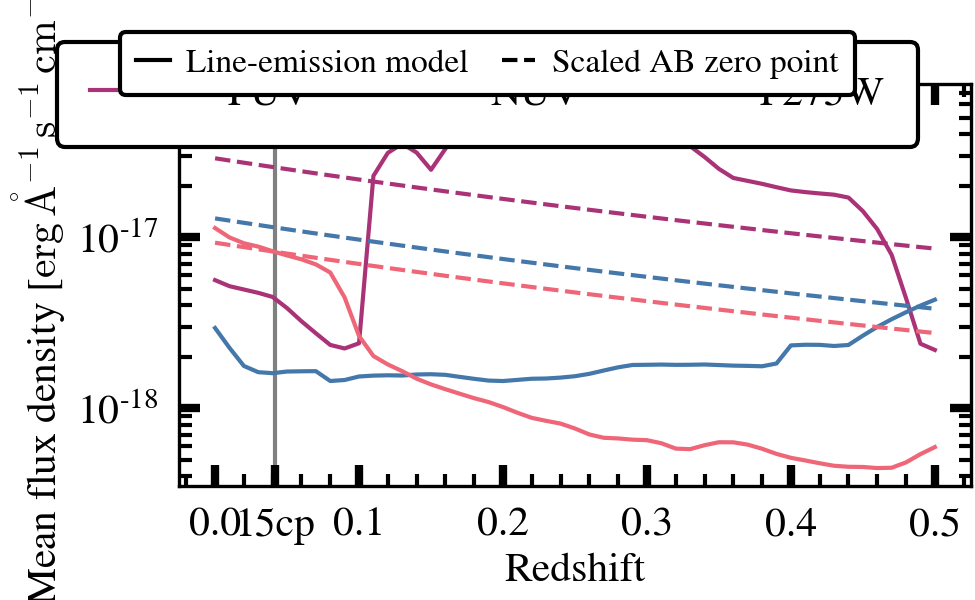 Line-emission model Scaled AB zero point
FUV NUV F275W
Mean flux density [erg Å⁻¹ s⁻¹ cm⁻
10⁻¹⁷
10⁻¹⁸
0.0 15cp 0.1 0.2 0.3 0.4 0.5
Redshift